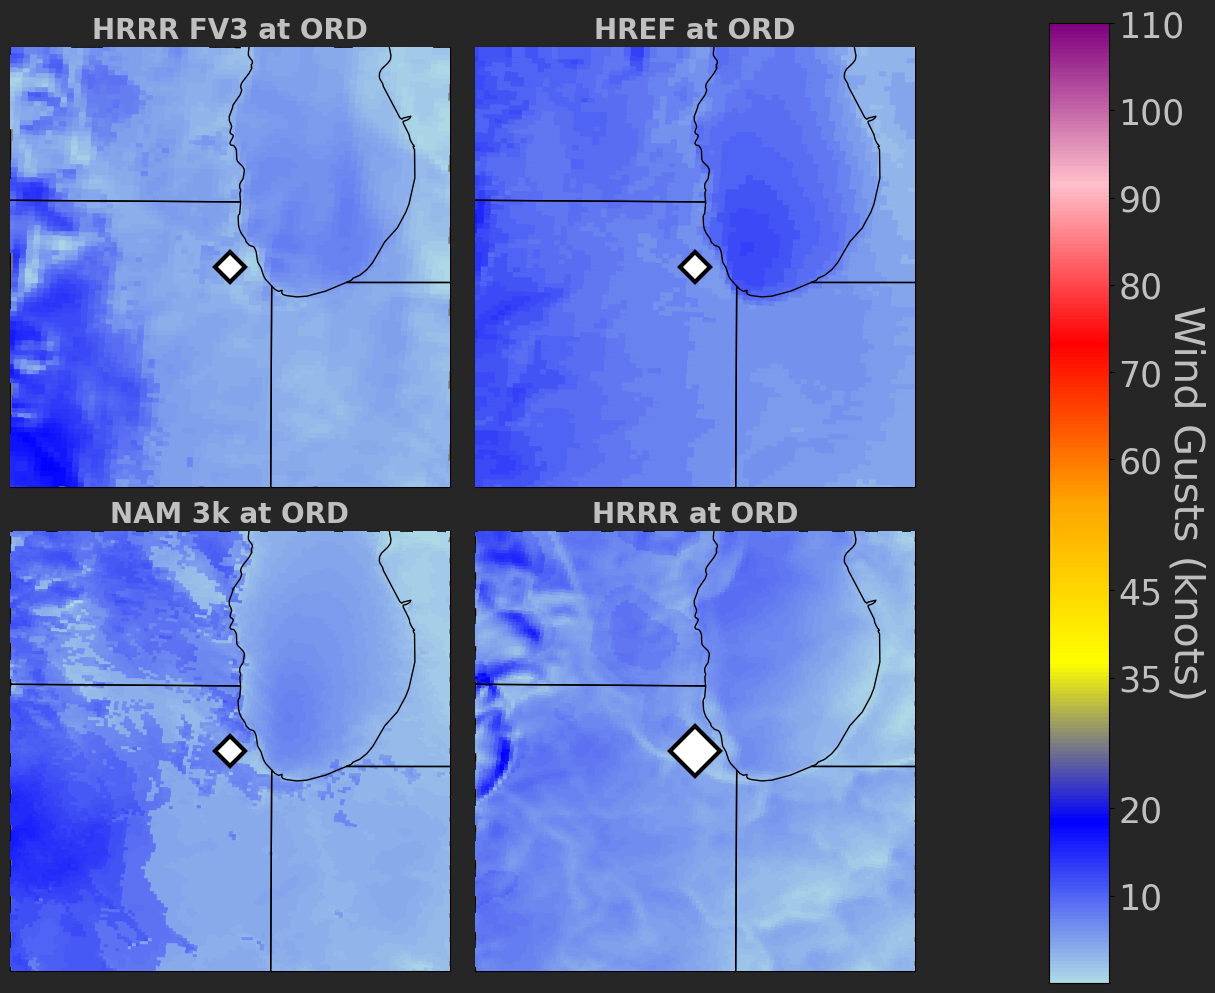 HRRR FV3 at ORD
HREF at ORD
NAM 3k at ORD
HRRR at ORD
110
100
90
80
70
60
45
35
20
10
Wind Gusts (knots)